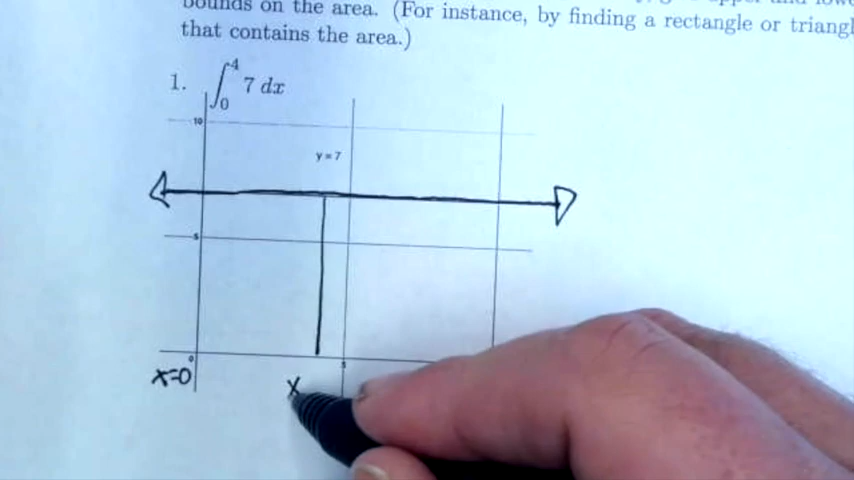 bounds on the area. (For instance, by finding a rectangle or
that contains the area.)
1. ∫₀⁴ 7 dx
10
y = 7
5
0
5
x=0
x